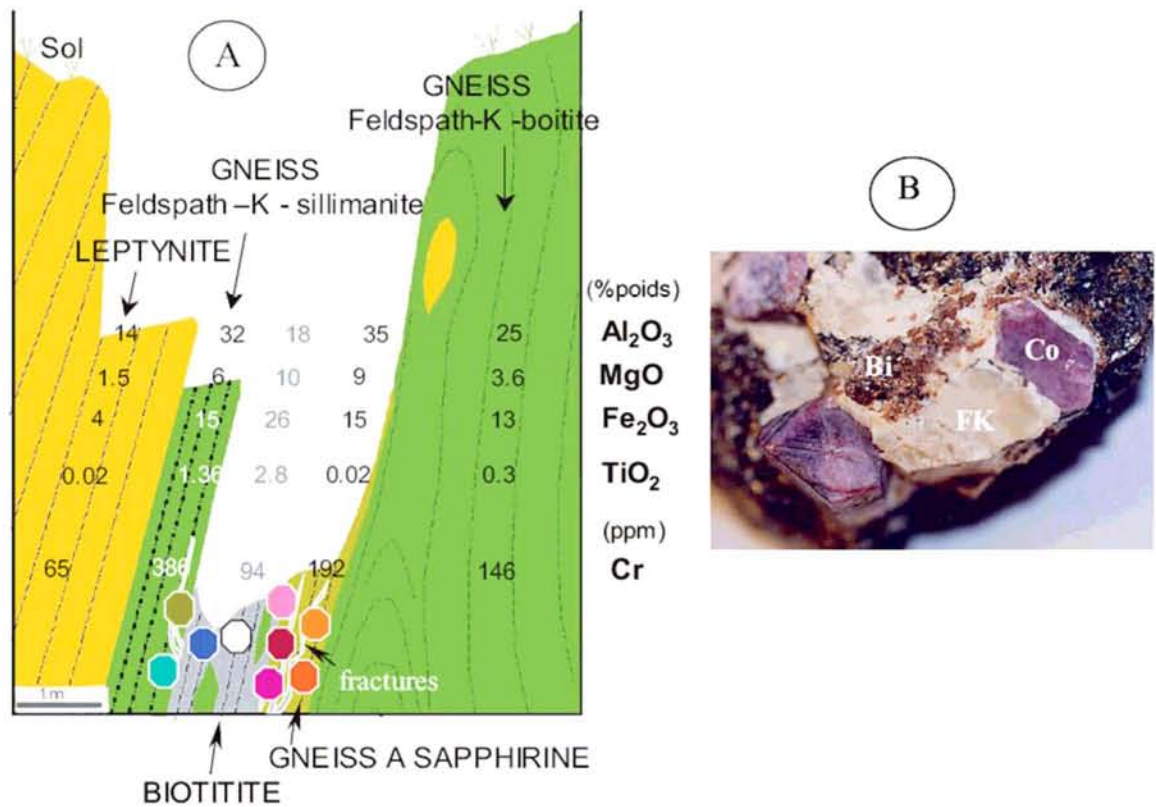 Sol
A
GNEISS
Feldspath-K -boitite
GNEISS
Feldspath –K - sillimanite
LEPTYNITE
(%poids)
14 32 18 35 25 Al₂O₃
1.5 6 10 9 3.6 MgO
4 15 26 15 13 Fe₂O₃
0.02 1.36 2.8 0.02 0.3 TiO₂
(ppm)
65 386 94 192 146 Cr
fractures
1m
GNEISS A SAPPHIRINE
BIOTITITE
B
Co
Bi
FK